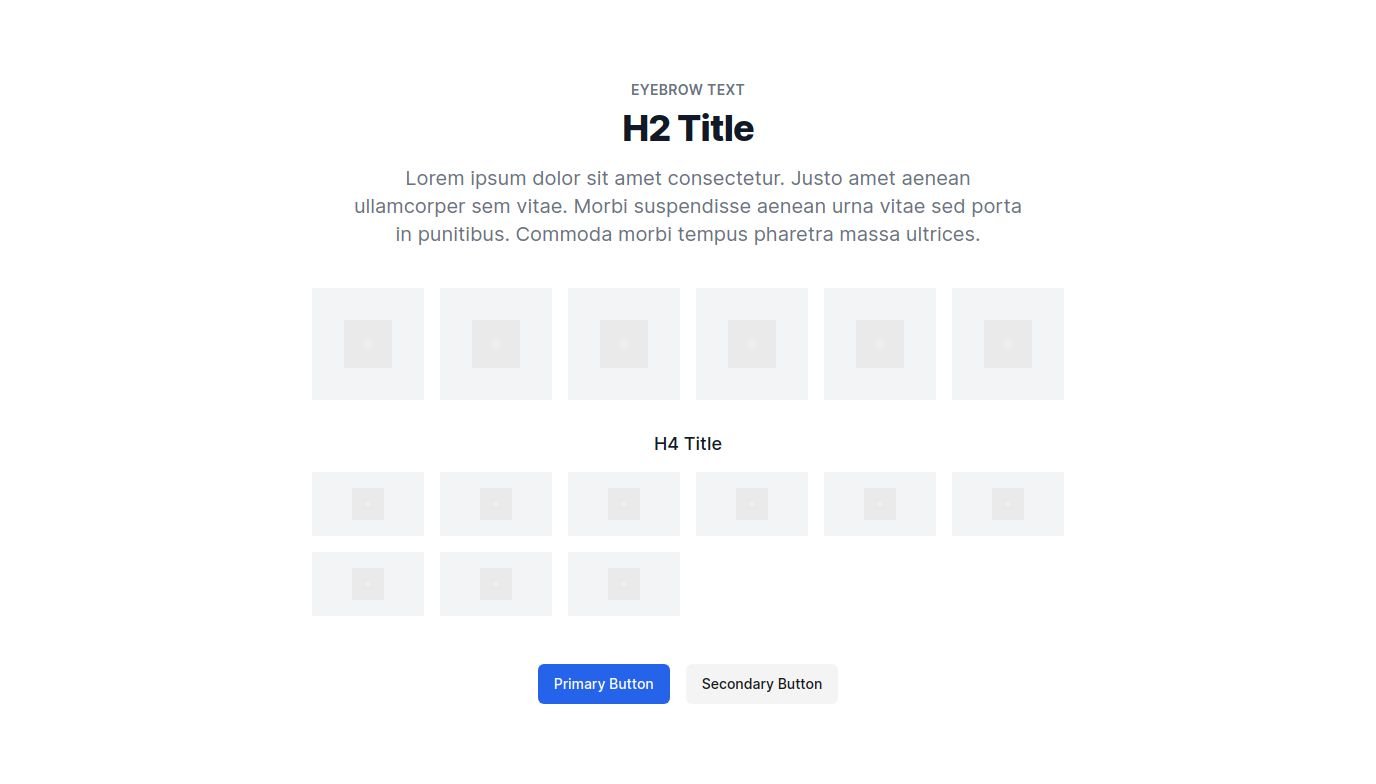 EYEBROW TEXT
H2 Title
Lorem ipsum dolor sit amet consectetur. Justo amet aenean
ullamcorper sem vitae. Morbi suspendisse aenean urna vitae sed porta
in punitibus. Commoda morbi tempus pharetra massa ultrices.
H4 Title
Primary Button
Secondary Button